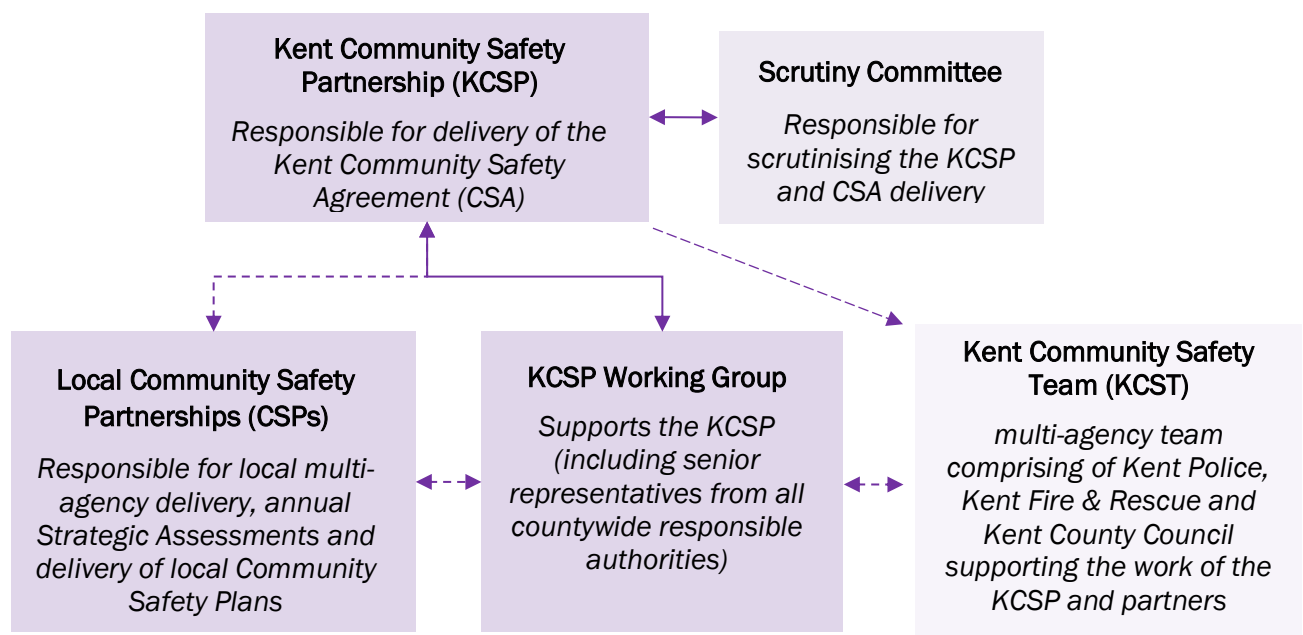 Kent Community Safety
Partnership (KCSP)
Responsible for delivery of the
Kent Community Safety
Agreement (CSA)
Scrutiny Committee
Responsible for
scrutinising the KCSP
and CSA delivery
Local Community Safety
Partnerships (CSPs)
Responsible for local multi-
agency delivery, annual
Strategic Assessments and
delivery of local Community
Safety Plans
KCSP Working Group
Supports the KCSP
(including senior
representatives from all
countywide responsible
authorities)
Kent Community Safety
Team (KCST)
multi-agency team
comprising of Kent Police,
Kent Fire & Rescue and
Kent County Council
supporting the work of the
KCSP and partners